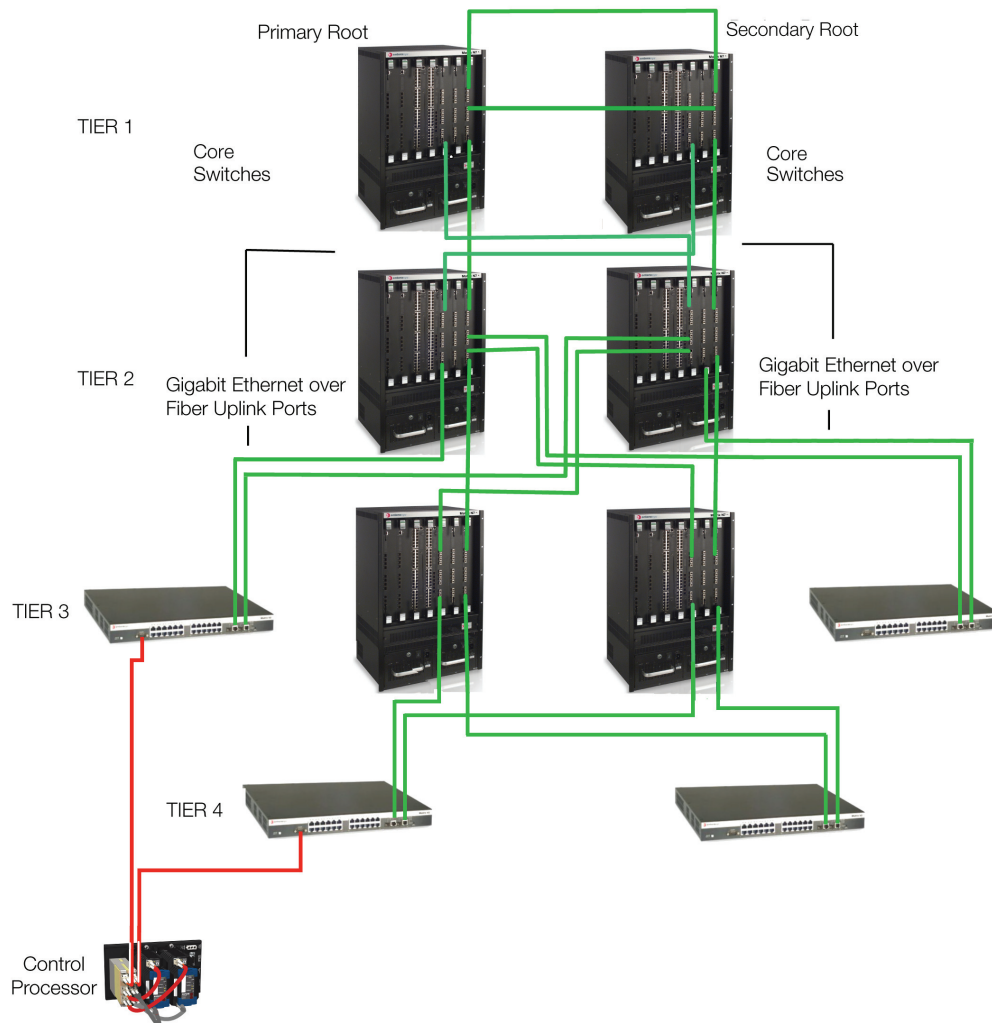 Primary Root
Secondary Root
TIER 1
Core
Switches
Core
Switches
TIER 2
Gigabit Ethernet over
Fiber Uplink Ports
Gigabit Ethernet over
Fiber Uplink Ports
TIER 3
TIER 4
Control
Processor